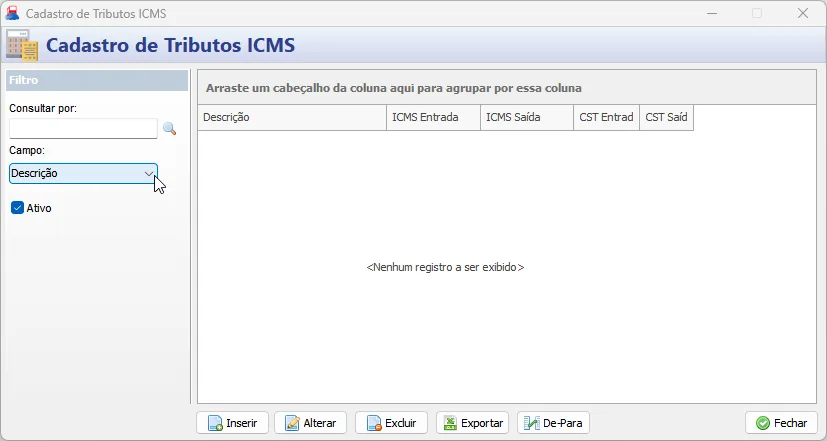 Cadastro de Tributos ICMS
Cadastro de Tributos ICMS
Filtro
Consultar por:
Campo:
Descrição
Ativo
Arraste um cabeçalho da coluna aqui para agrupar por essa coluna
Descrição ICMS Entrada ICMS Saída CST Entrad CST Saíd
<Nenhum registro a ser exibido>
Inserir Alterar Excluir Exportar De-Para Fechar